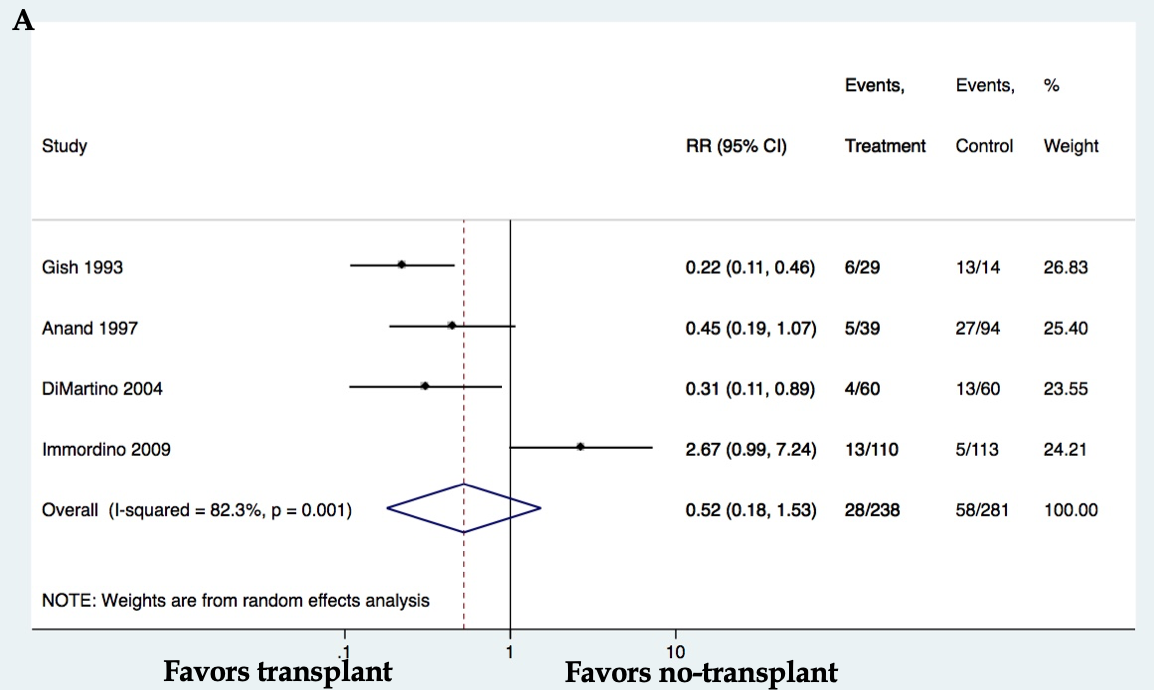 A
Events, Events, %
Study RR (95% CI) Treatment Control Weight
Gish 1993 0.22 (0.11, 0.46) 6/29 13/14 26.83
Anand 1997 0.45 (0.19, 1.07) 5/39 27/94 25.40
DiMartino 2004 0.31 (0.11, 0.89) 4/60 13/60 23.55
Immordino 2009 2.67 (0.99, 7.24) 13/110 5/113 24.21
Overall (I-squared = 82.3%, p = 0.001) 0.52 (0.18, 1.53) 28/238 58/281 100.00
NOTE: Weights are from random effects analysis
.1 1 10
Favors transplant Favors no-transplant